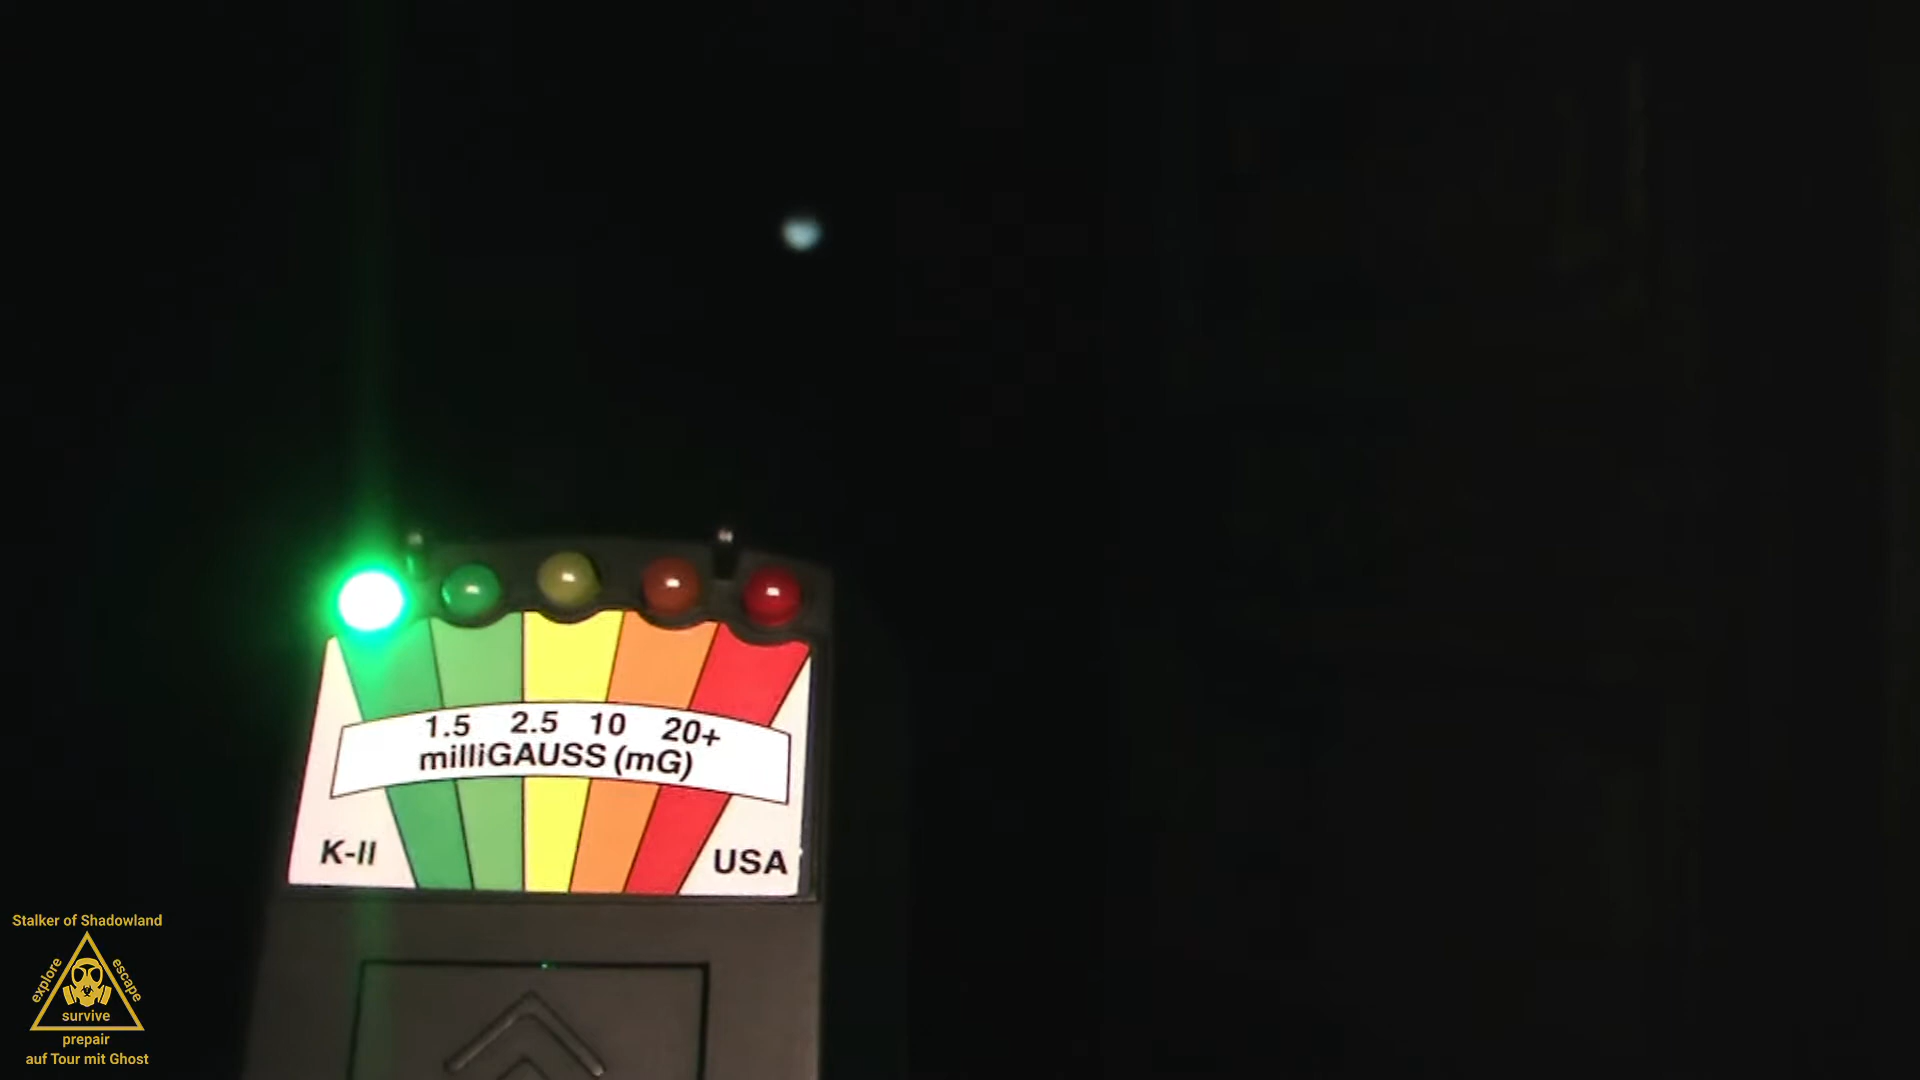 1.5 2.5 10 20+
milliGAUSS (mG)
K-II USA
Stalker of Shadowland
explore
escape
survive
prepair
auf Tour mit Ghost